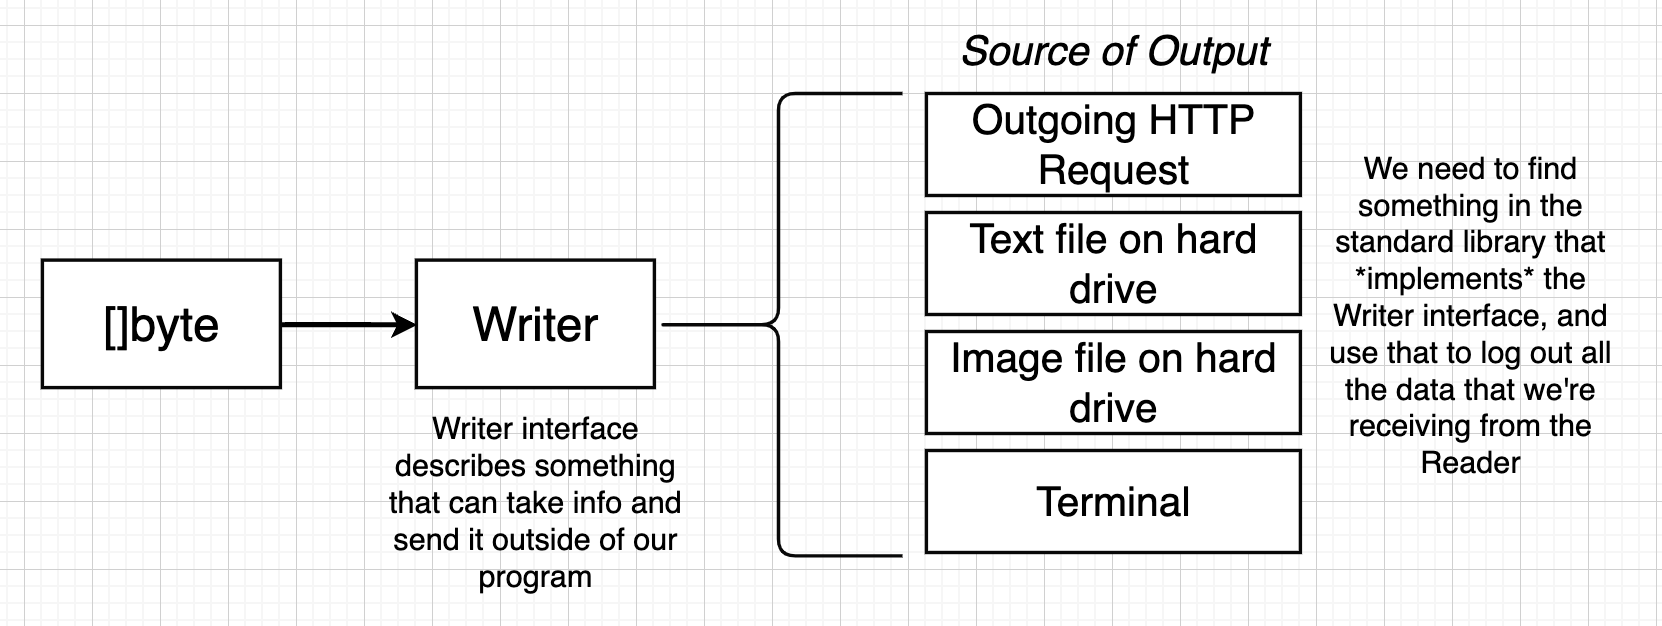 []byte
Writer
Writer interface
describes something
that can take info and
send it outside of our
program
Source of Output
Outgoing HTTP
Request
Text file on hard
drive
Image file on hard
drive
Terminal
We need to find
something in the
standard library that
*implements* the
Writer interface, and
use that to log out all
the data that we're
receiving from the
Reader